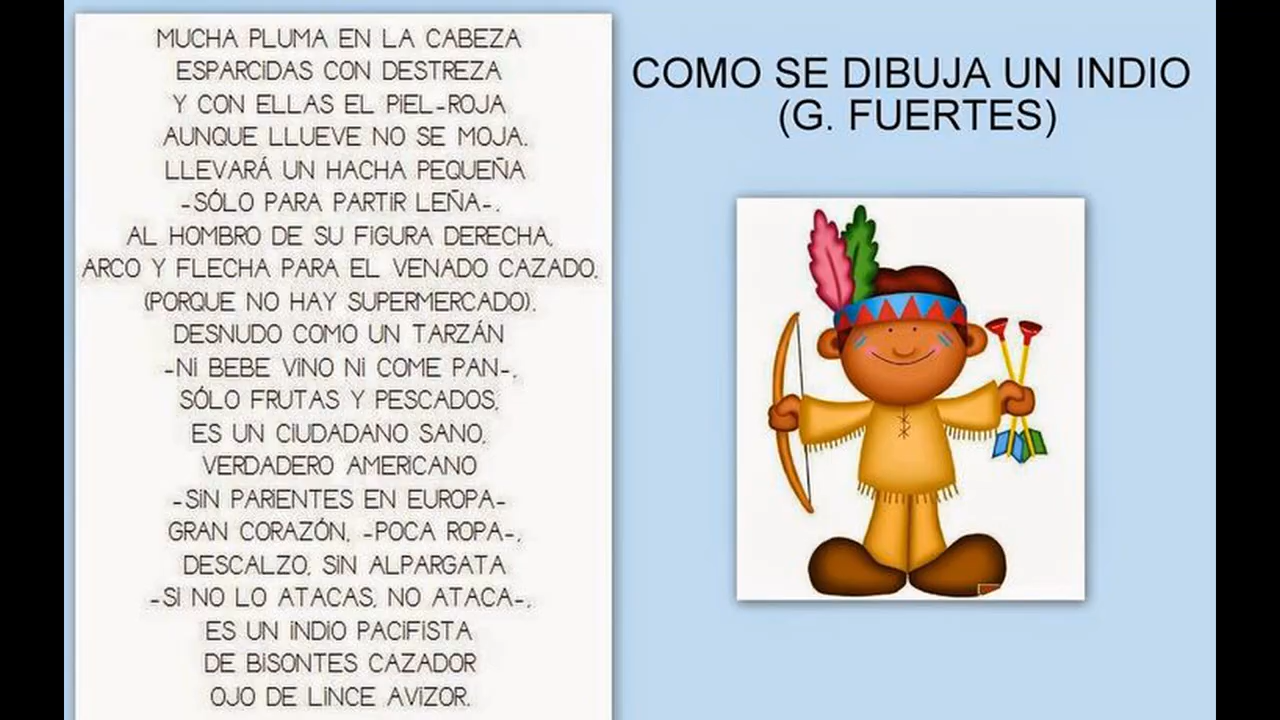 MUCHA PLUMA EN LA CABEZA
ESPARCIDAS CON DESTREZA
Y CON ELLAS EL PIEL-ROJA
AUNQUE LLUEVE NO SE MOJA.
LLEVARÁ UN HACHA PEQUEÑA
-SÓLO PARA PARTIR LEÑA-.
AL HOMBRO DE SU FIGURA DERECHA,
ARCO Y FLECHA PARA EL VENADO CAZADO,
(PORQUE NO HAY SUPERMERCADO).
DESNUDO COMO UN TARZÁN
-NI BEBE VINO NI COME PAN-,
SÓLO FRUTAS Y PESCADOS,
ES UN CIUDADANO SANO,
VERDADERO AMERICANO
-SIN PARIENTES EN EUROPA-
GRAN CORAZÓN, -POCA ROPA-,
DESCALZO, SIN ALPARGATA
-SI NO LO ATACAS, NO ATACA-,
ES UN INDIO PACIFISTA
DE BISONTES CAZADOR
OJO DE LINCE AVIZOR.
COMO SE DIBUJA UN INDIO
(G. FUERTES)